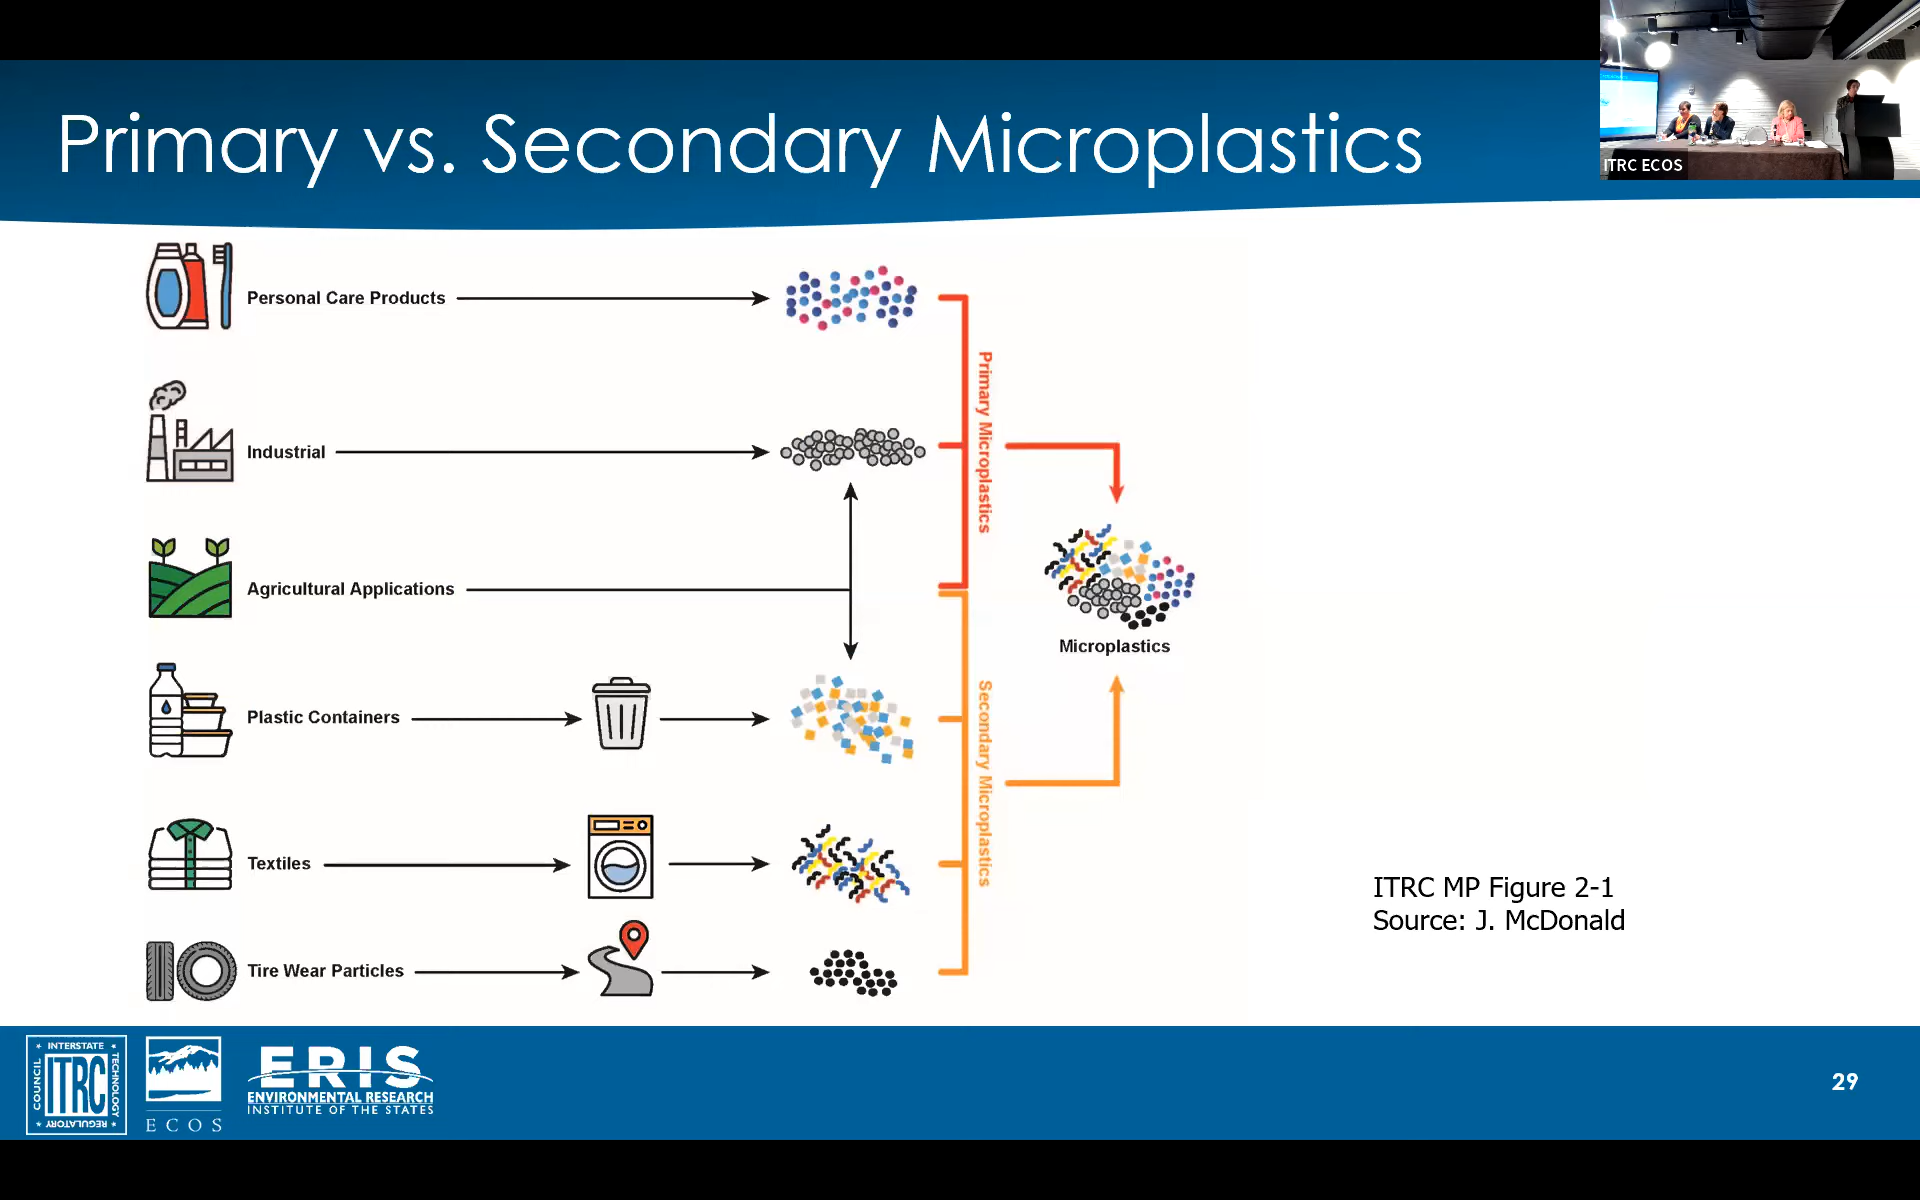 Primary vs. Secondary Microplastics
ITRC ECOS
Personal Care Products
Industrial
Agricultural Applications
Plastic Containers
Textiles
Tire Wear Particles
Primary Microplastics
Secondary Microplastics
Microplastics
ITRC MP Figure 2-1
Source: J. McDonald
INTERSTATE
TECHNOLOGY
REGULATORY
COUNCIL
ITRC
ECOS
ERIS
ENVIRONMENTAL RESEARCH
INSTITUTE OF THE STATES
29